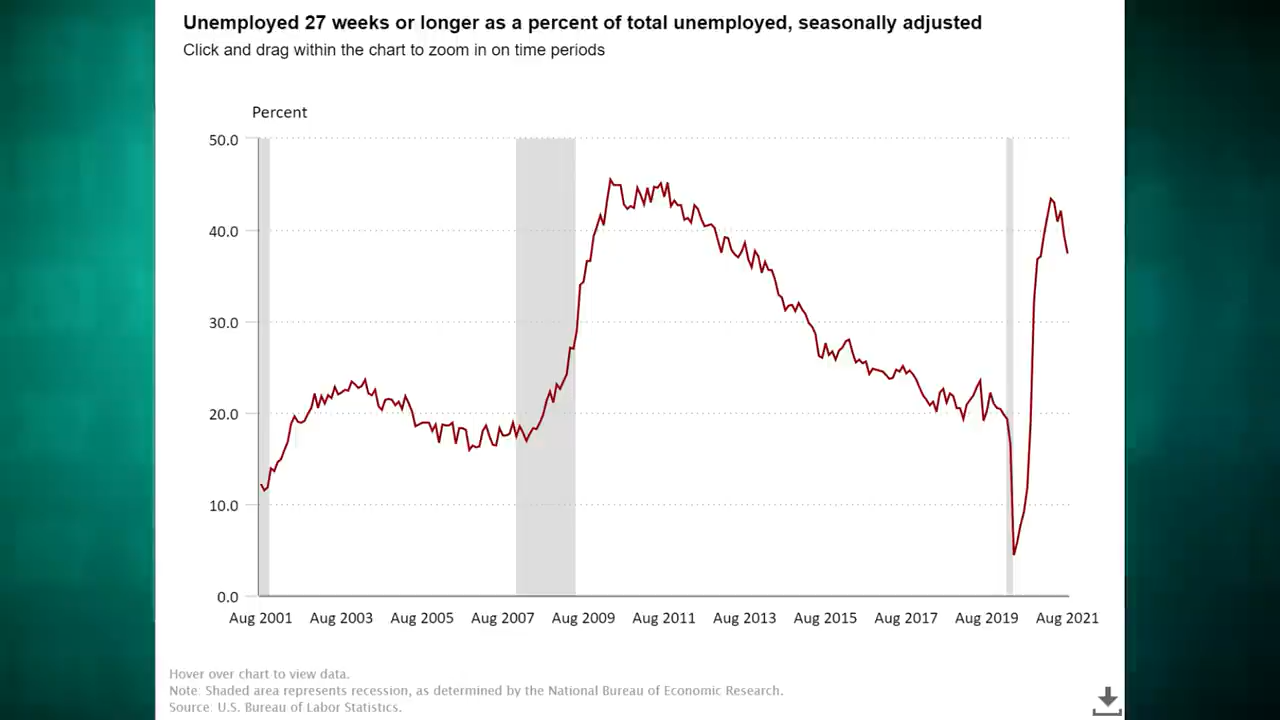 Unemployed 27 weeks or longer as a percent of total unemployed, seasonally adjusted
Click and drag within the chart to zoom in on time periods
Percent
50.0
40.0
30.0
20.0
10.0
0.0
Aug 2001 Aug 2003 Aug 2005 Aug 2007 Aug 2009 Aug 2011 Aug 2013 Aug 2015 Aug 2017 Aug 2019 Aug 2021
Hover over chart to view data.
Note: Shaded area represents recession, as determined by the National Bureau of Economic Research.
Source: U.S. Bureau of Labor Statistics.